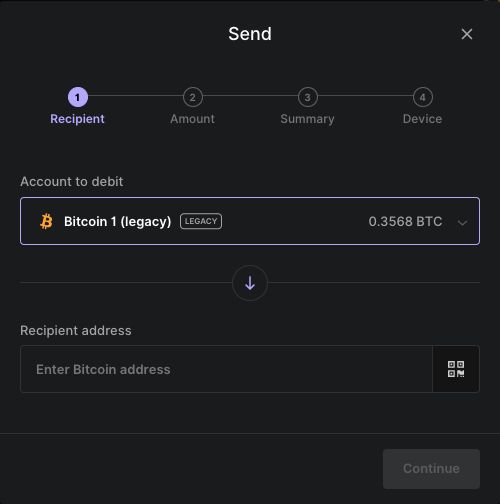 Send
1 2 3 4
Recipient Amount Summary Device
Account to debit
Bitcoin 1 (legacy) LEGACY 0.3568 BTC
Recipient address
Enter Bitcoin address
Continue